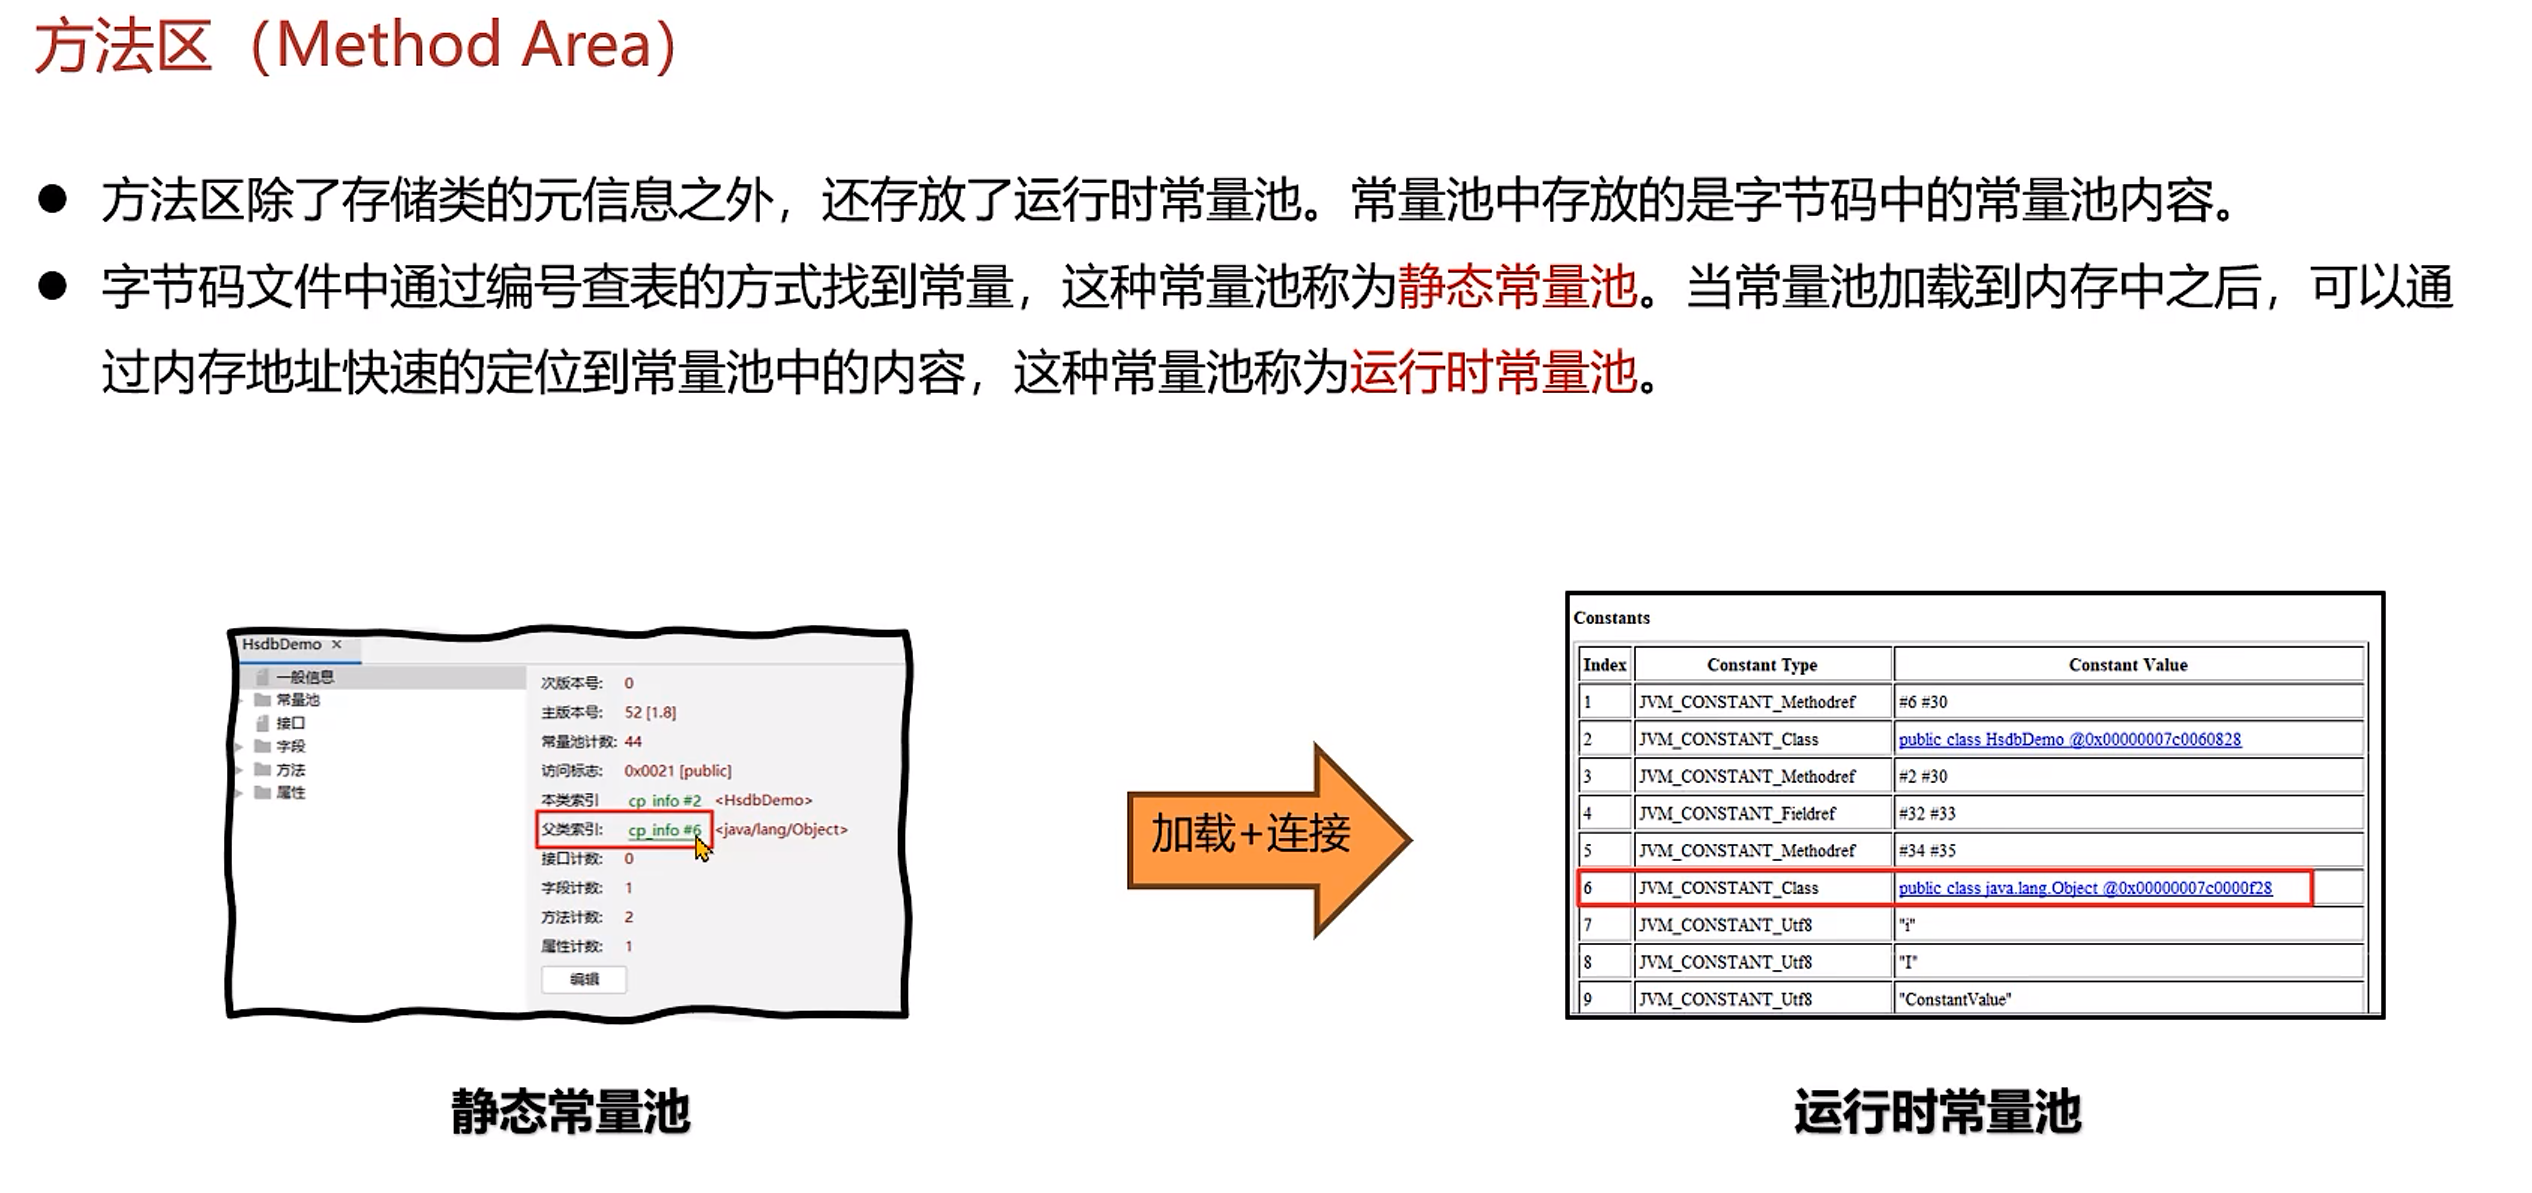 方法区（Method Area）
● 方法区除了存储类的元信息之外，还存放了运行时常量池。常量池中存放的是字节码中的常量池内容。
● 字节码文件中通过编号查表的方式找到常量，这种常量池称为静态常量池。当常量池加载到内存中之后，可以通
过内存地址快速的定位到常量池中的内容，这种常量池称为运行时常量池。
HsdbDemo ×
一般信息
常量池
接口
字段
方法
属性
次版本号: 0
主版本号: 52 [1.8]
常量池计数: 44
访问标志: 0x0021 [public]
本类索引 cp_info #2 <HsdbDemo>
父类索引: cp_info #6 <java/lang/Object>
接口计数: 0
字段计数: 1
方法计数: 2
属性计数: 1
编辑
加载+连接
Constants
Index Constant Type Constant Value
1 JVM_CONSTANT_Methodref #6 #30
2 JVM_CONSTANT_Class public class HsdbDemo @0x00000007c0060828
3 JVM_CONSTANT_Methodref #2 #30
4 JVM_CONSTANT_Fieldref #32 #33
5 JVM_CONSTANT_Methodref #34 #35
6 JVM_CONSTANT_Class public class java.lang.Object @0x00000007c0000f28
7 JVM_CONSTANT_Utf8 "i"
8 JVM_CONSTANT_Utf8 "I"
9 JVM_CONSTANT_Utf8 "ConstantValue"
静态常量池
运行时常量池